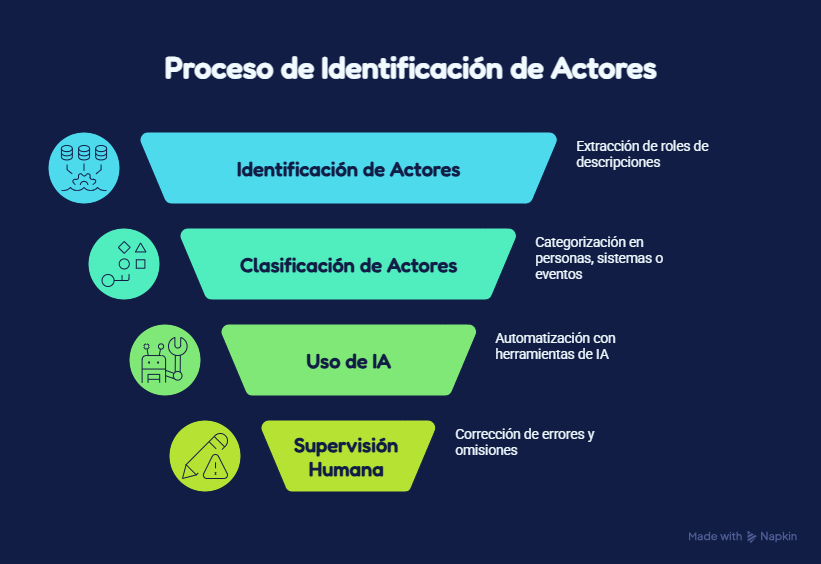 Proceso de Identificación de Actores
Identificación de Actores
Extracción de roles de
descripciones
Clasificación de Actores
Categorización en
personas, sistemas o
eventos
Uso de IA
Automatización con
herramientas de IA
Supervisión
Humana
Corrección de errores y
omisiones
Made with Napkin